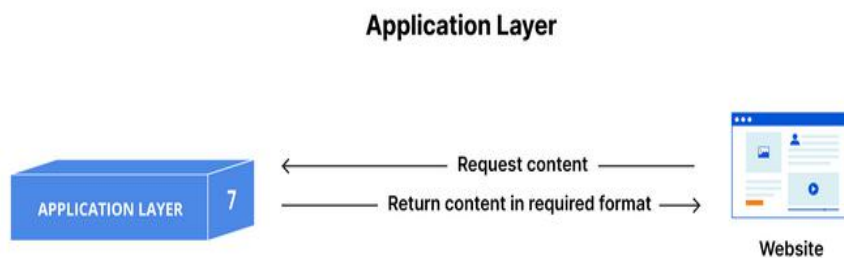 Application Layer
Request content
APPLICATION LAYER 7
Return content in required format
Website